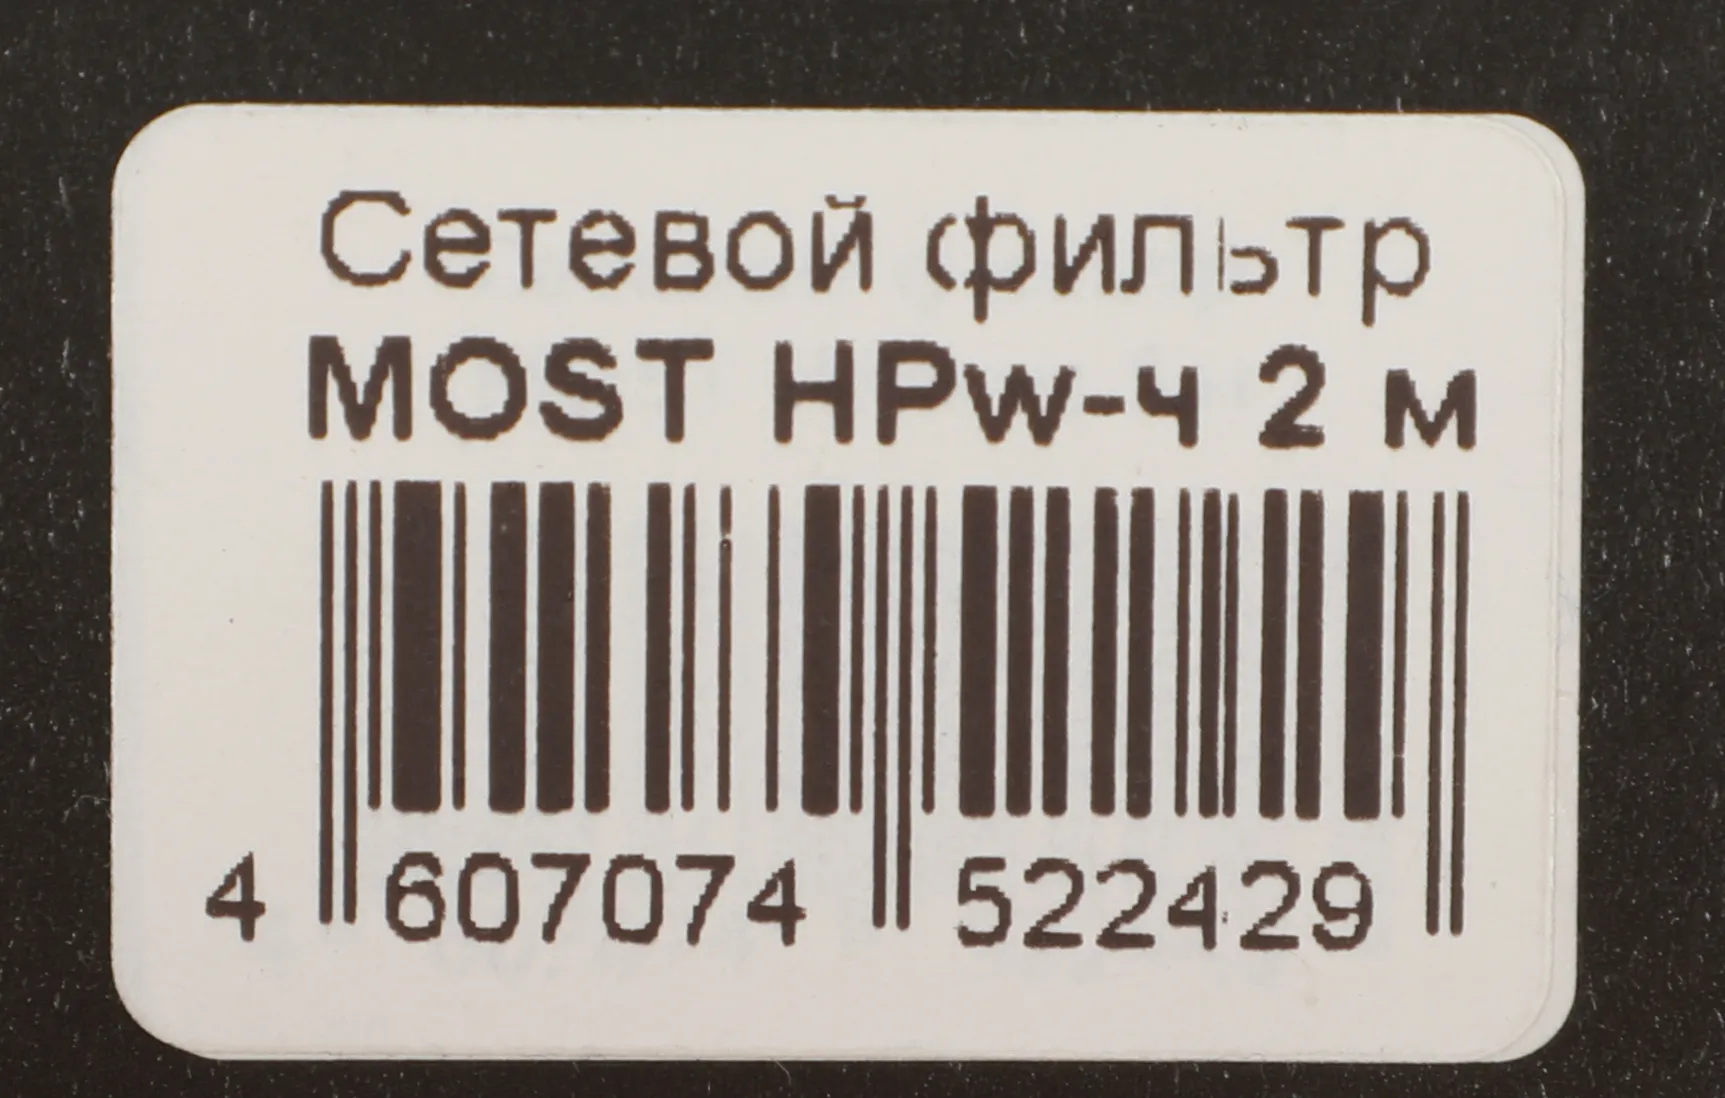 Сетевой фильтр
MOST HPw-ч 2 м
4 607074 522429